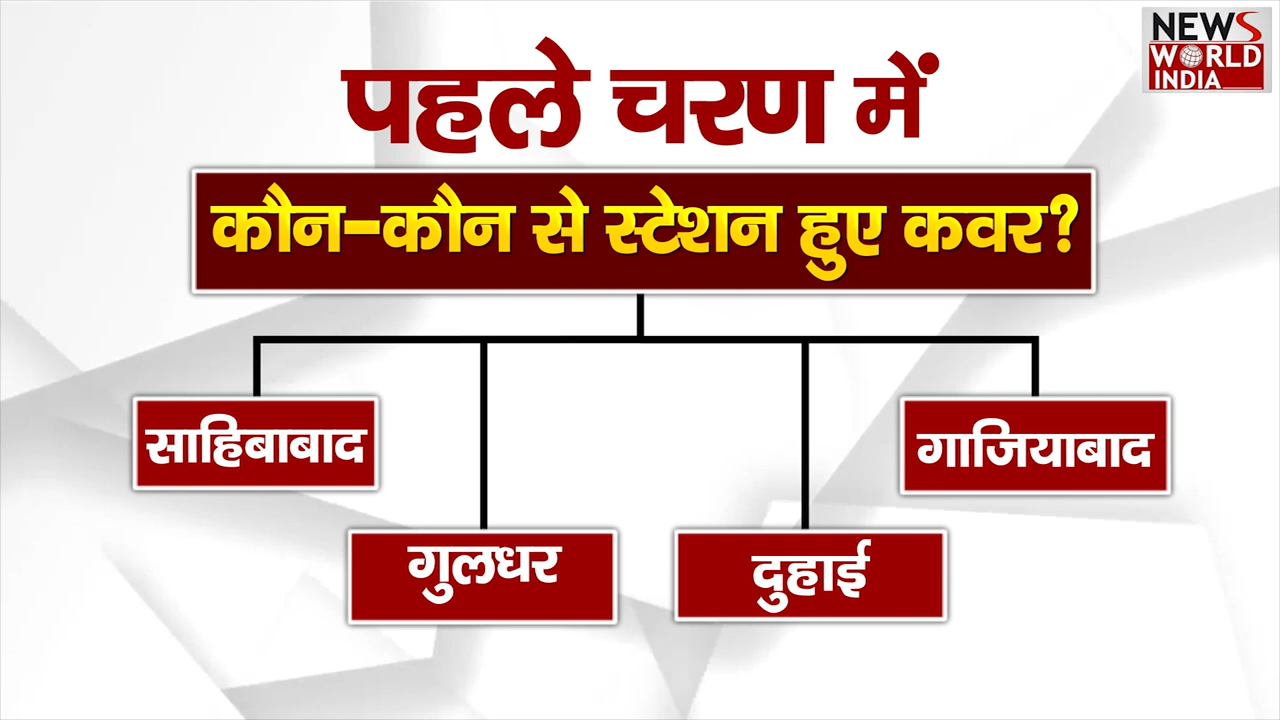 NEWS
WORLD
INDIA
पहले चरण में
कौन-कौन से स्टेशन हुए कवर?
साहिबाबाद
गाजियाबाद
गुलधर
दुहाई